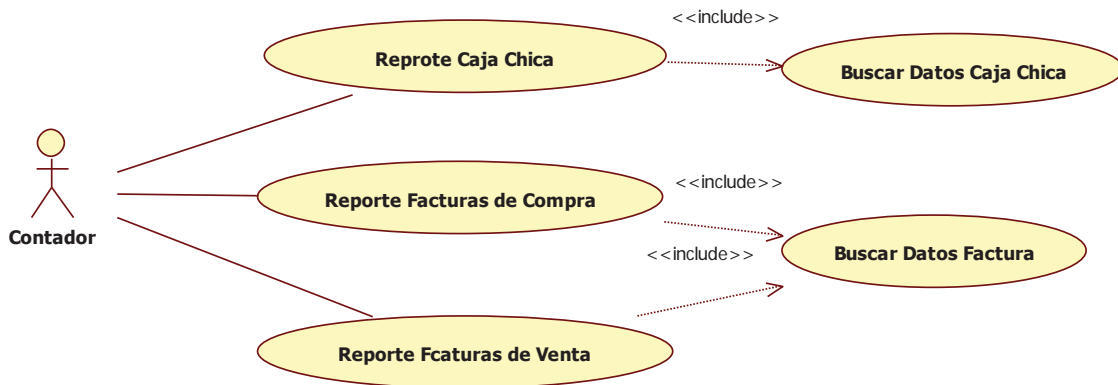 <<include>>
Reprote Caja Chica
Buscar Datos Caja Chica
<<include>>
Reporte Facturas de Compra
Contador
<<include>>
Buscar Datos Factura
Reporte Fcaturas de Venta